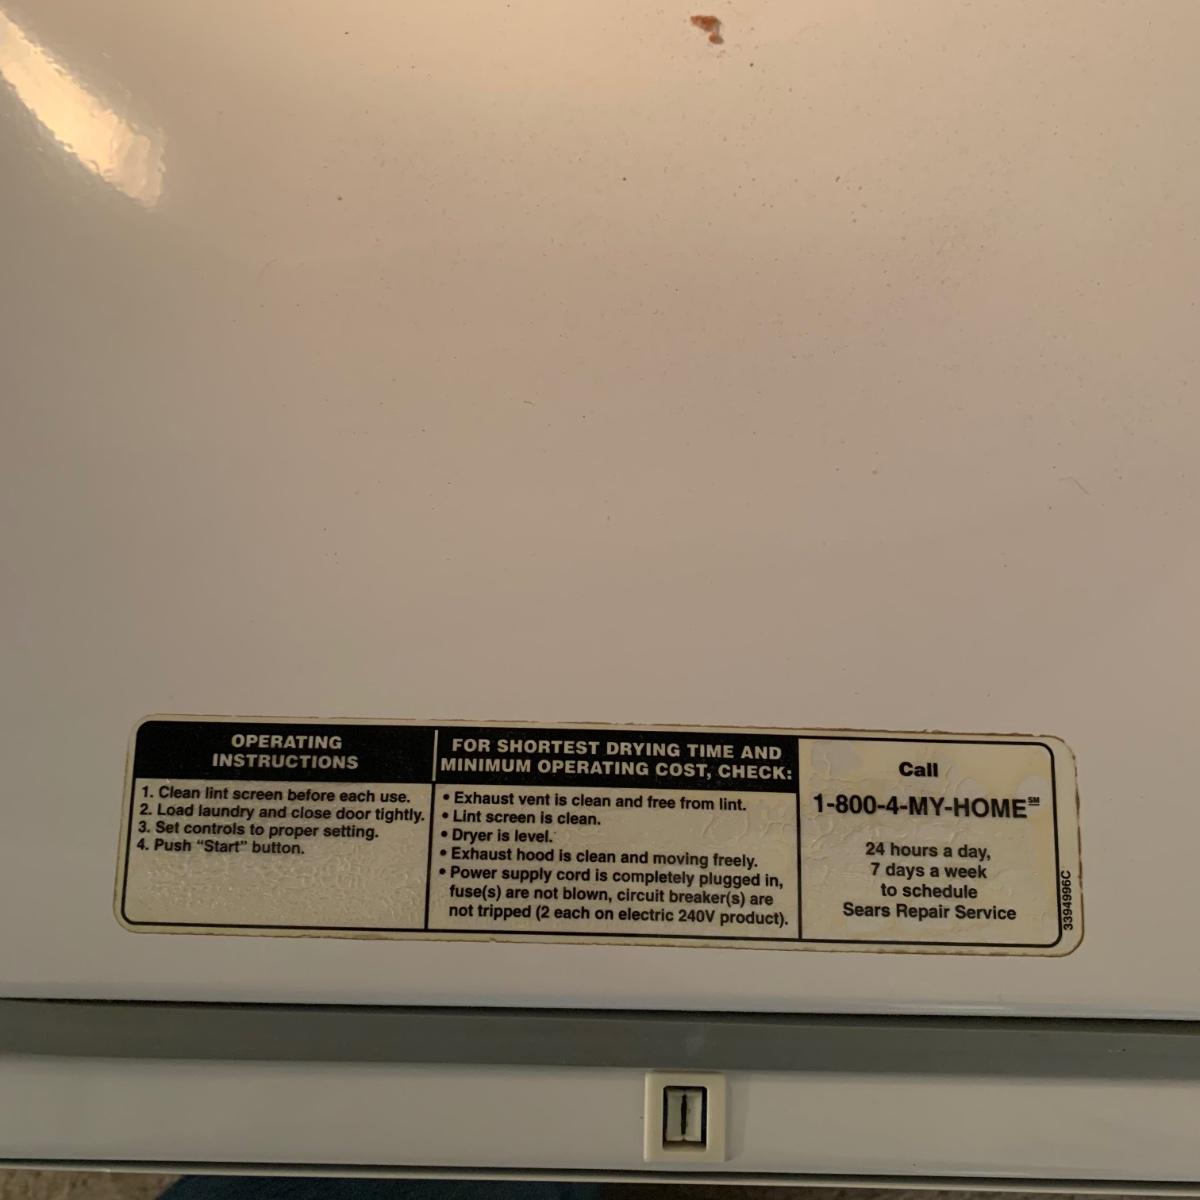 OPERATING
INSTRUCTIONS
1. Clean lint screen before each use.
2. Load laundry and close door tightly.
3. Set controls to proper setting.
4. Push “Start” button.
FOR SHORTEST DRYING TIME AND
MINIMUM OPERATING COST, CHECK:
• Exhaust vent is clean and free from lint.
• Lint screen is clean.
• Dryer is level.
• Exhaust hood is clean and moving freely.
• Power supply cord is completely plugged in,
fuse(s) are not blown, circuit breaker(s) are
not tripped (2 each on electric 240V product).
Call
1-800-4-MY-HOME℠
24 hours a day,
7 days a week
to schedule
Sears Repair Service
3394996C